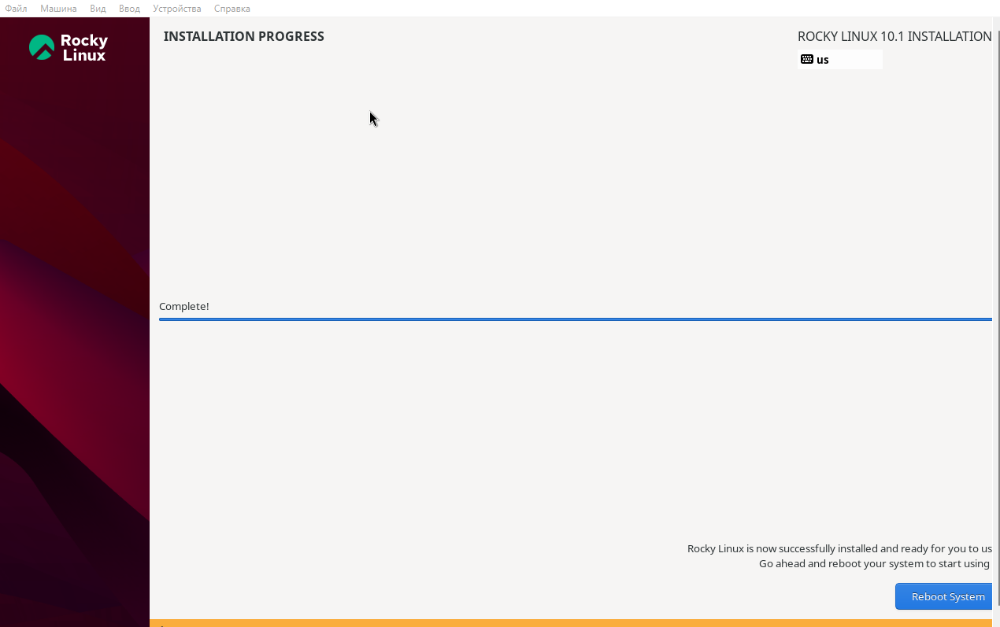 Файл Машина Вид Ввод Устройства Справка
Rocky
Linux
INSTALLATION PROGRESS
ROCKY LINUX 10.1 INSTALLATION
us
Complete!
Rocky Linux is now successfully installed and ready for you to us
Go ahead and reboot your system to start using
Reboot System